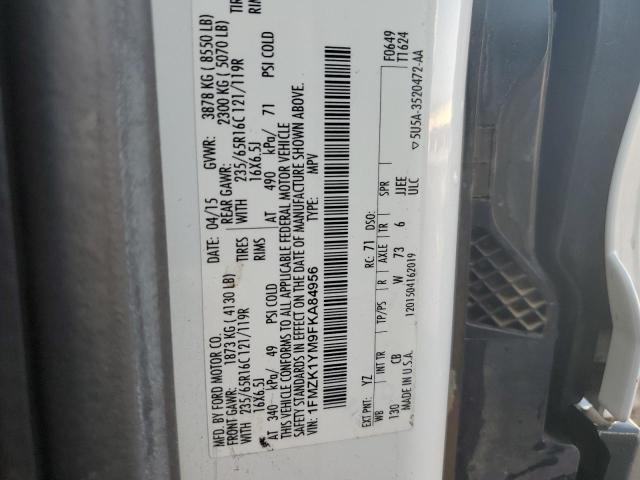 MFD. BY FORD MOTOR CO. DATE: 04/15 GVWR: 3878 KG ( 8550 LB)
FRONT GAWR: 1873 KG ( 4130 LB) REAR GAWR: 2300 KG ( 5070 LB)
WITH 235/65R16C 121/119R TIRES WITH 235/65R16C 121/119R TIRES
16X6.5J RIMS 16X6.5J RIMS
AT 340 kPa/ 49 PSI COLD AT 490 kPa/ 71 PSI COLD
THIS VEHICLE CONFORMS TO ALL APPLICABLE FEDERAL MOTOR VEHICLE
SAFETY STANDARDS IN EFFECT ON THE DATE OF MANUFACTURE SHOWN ABOVE.
VIN: 1FMZK1YM9FKA84956 TYPE: MPV
F0649
T1624
EXT PNT: YZ RC: 71 DSO:
WB INT TR TP/PS R AXLE TR SPR
130 CB W 73 6 JJEE
MADE IN U.S.A. 1201504162019 ULC
5U5A-3520472-AA